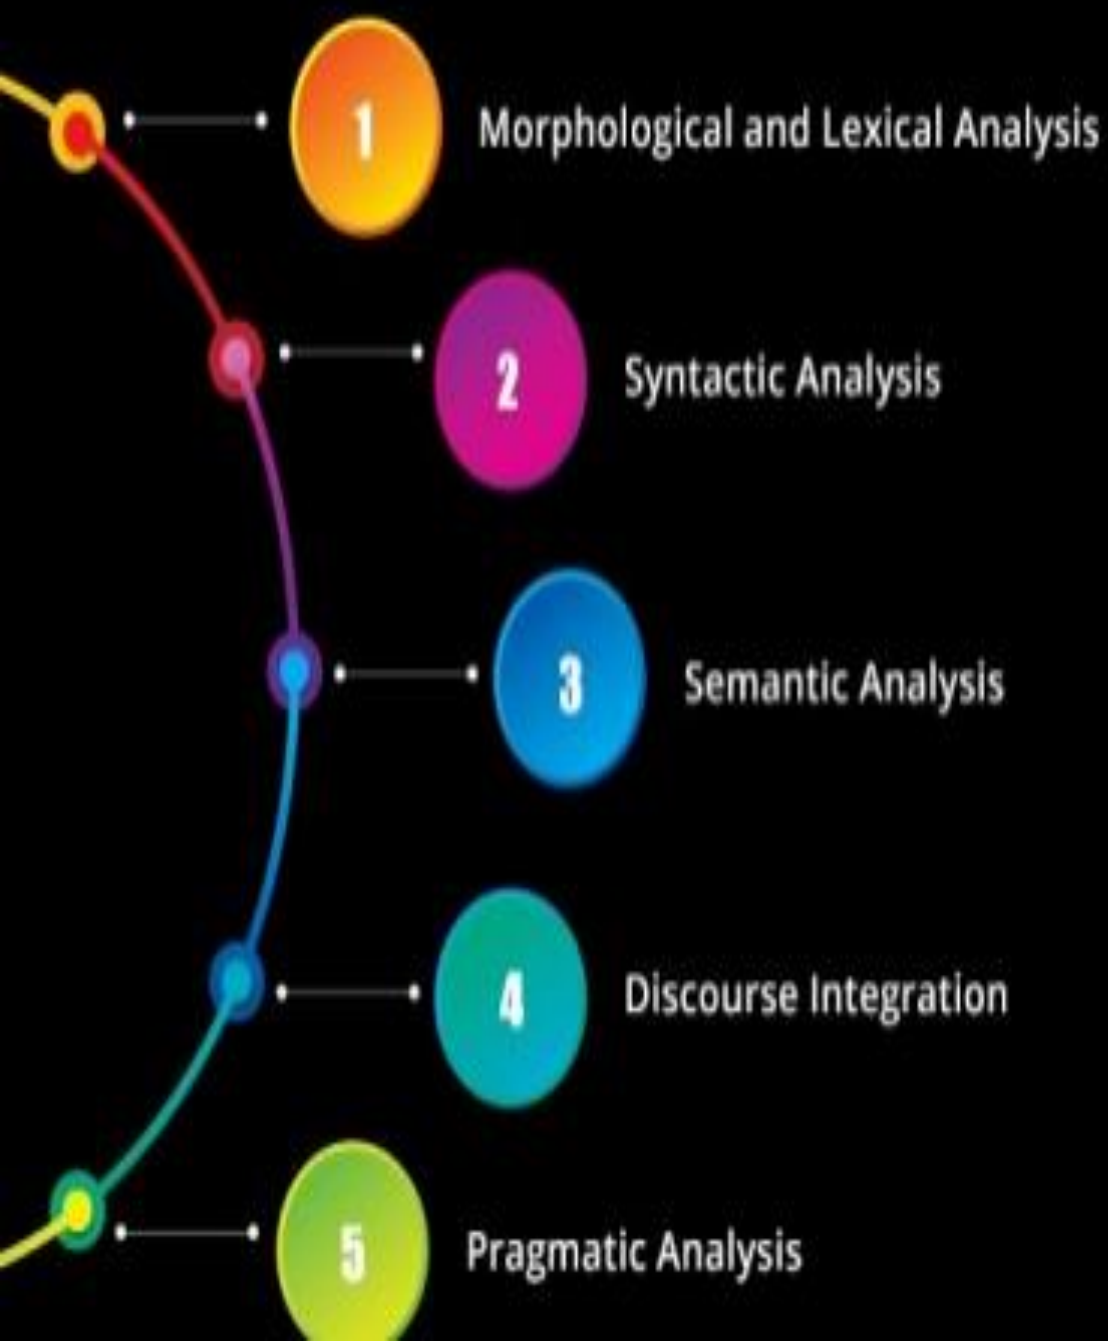 1 Morphological and Lexical Analysis
2 Syntactic Analysis
3 Semantic Analysis
4 Discourse Integration
5 Pragmatic Analysis